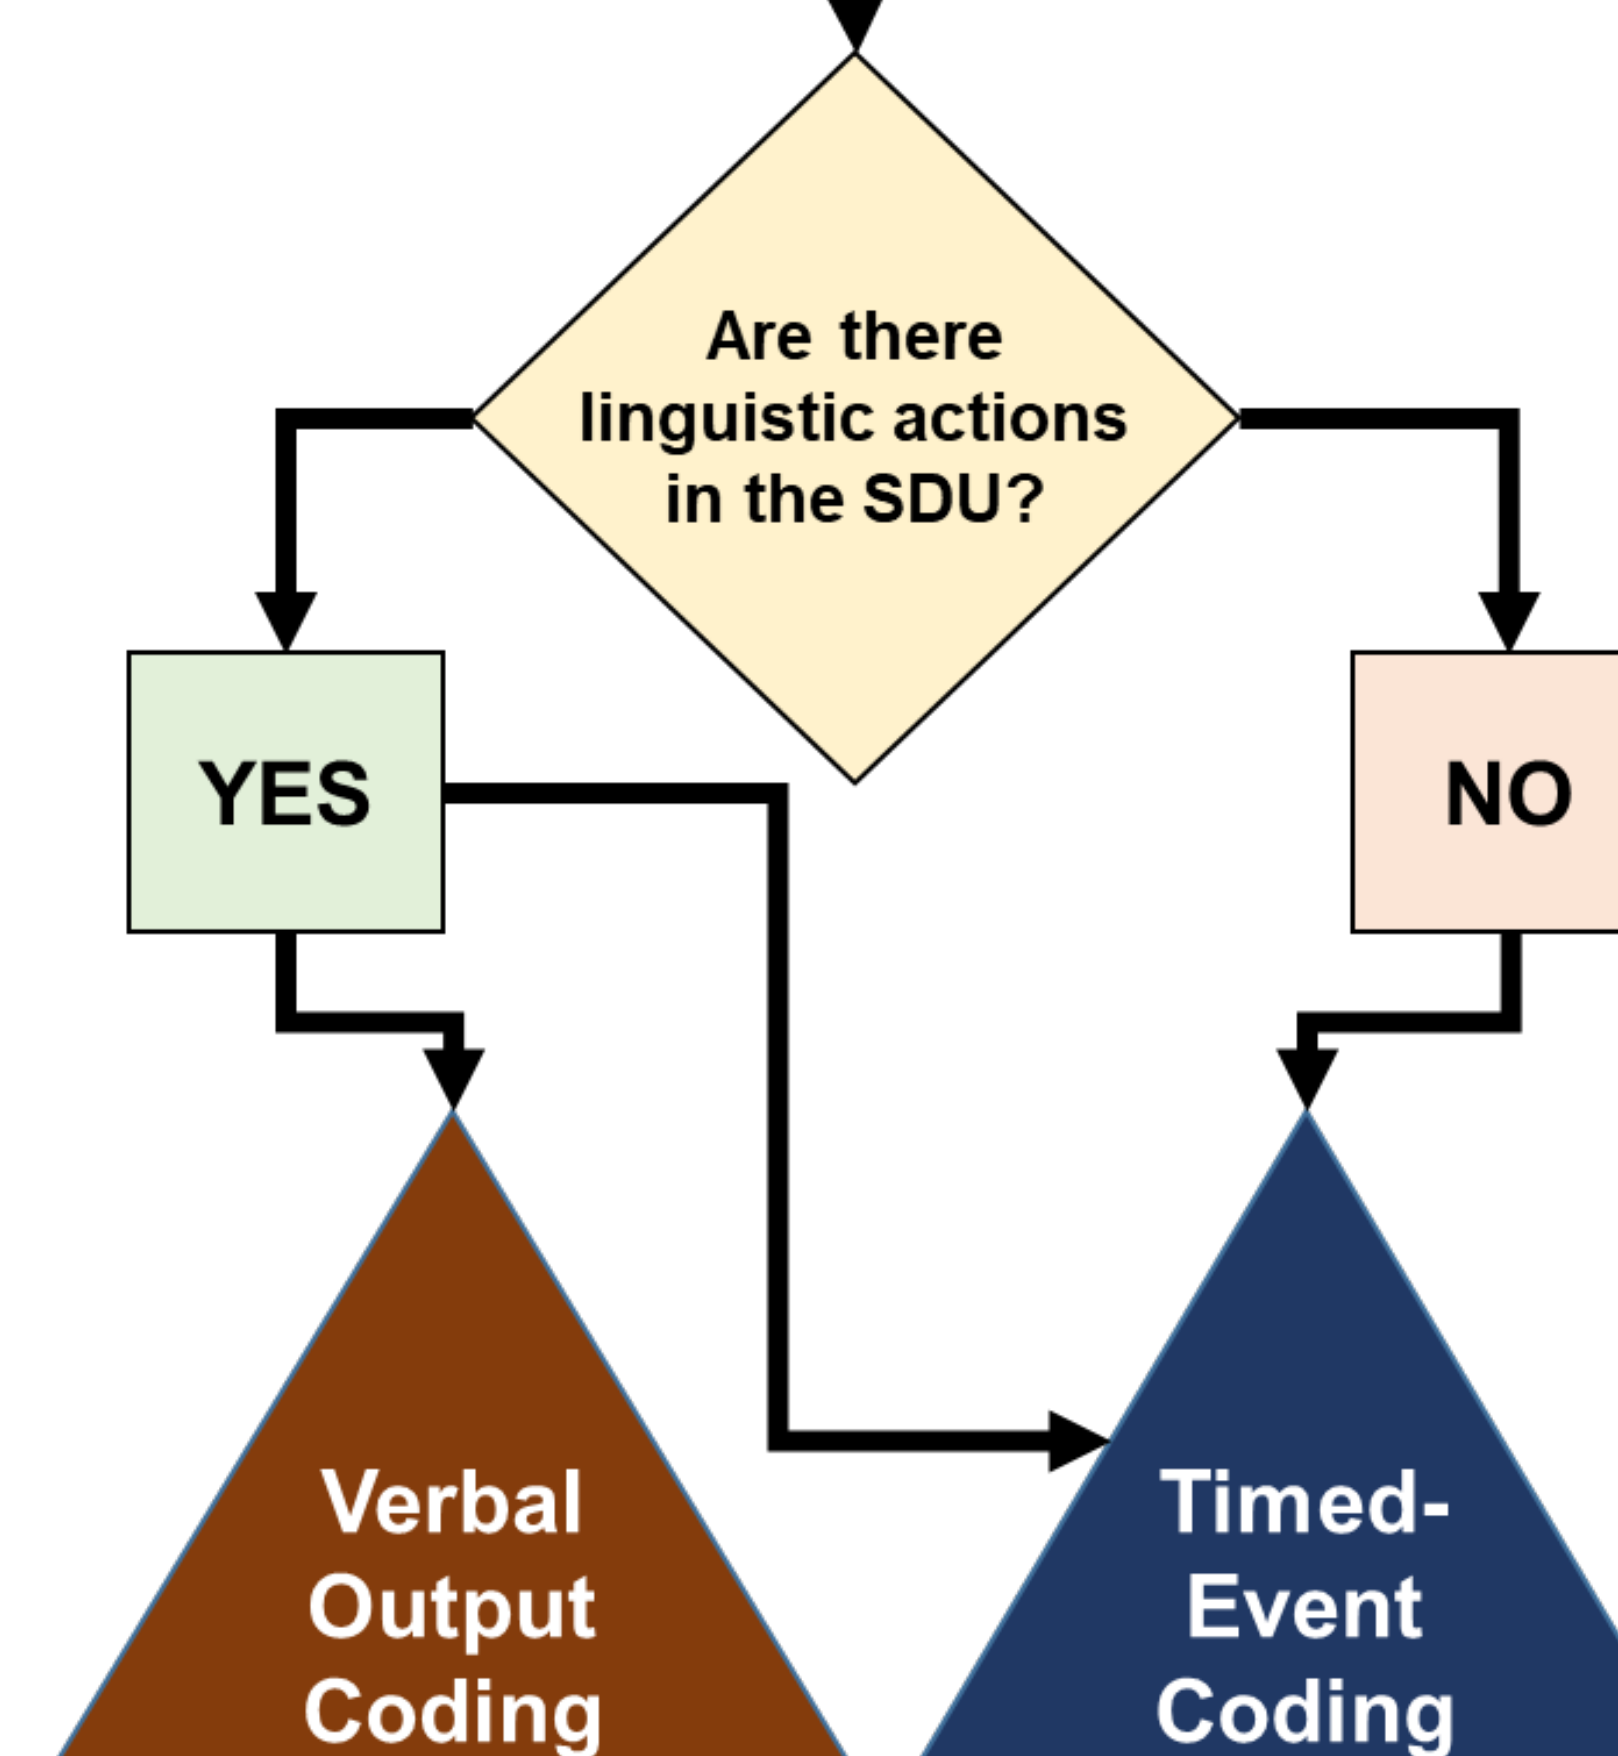 Are there
linguistic actions
in the SDU?
YES
NO
Verbal
Output
Coding
Timed-
Event
Coding